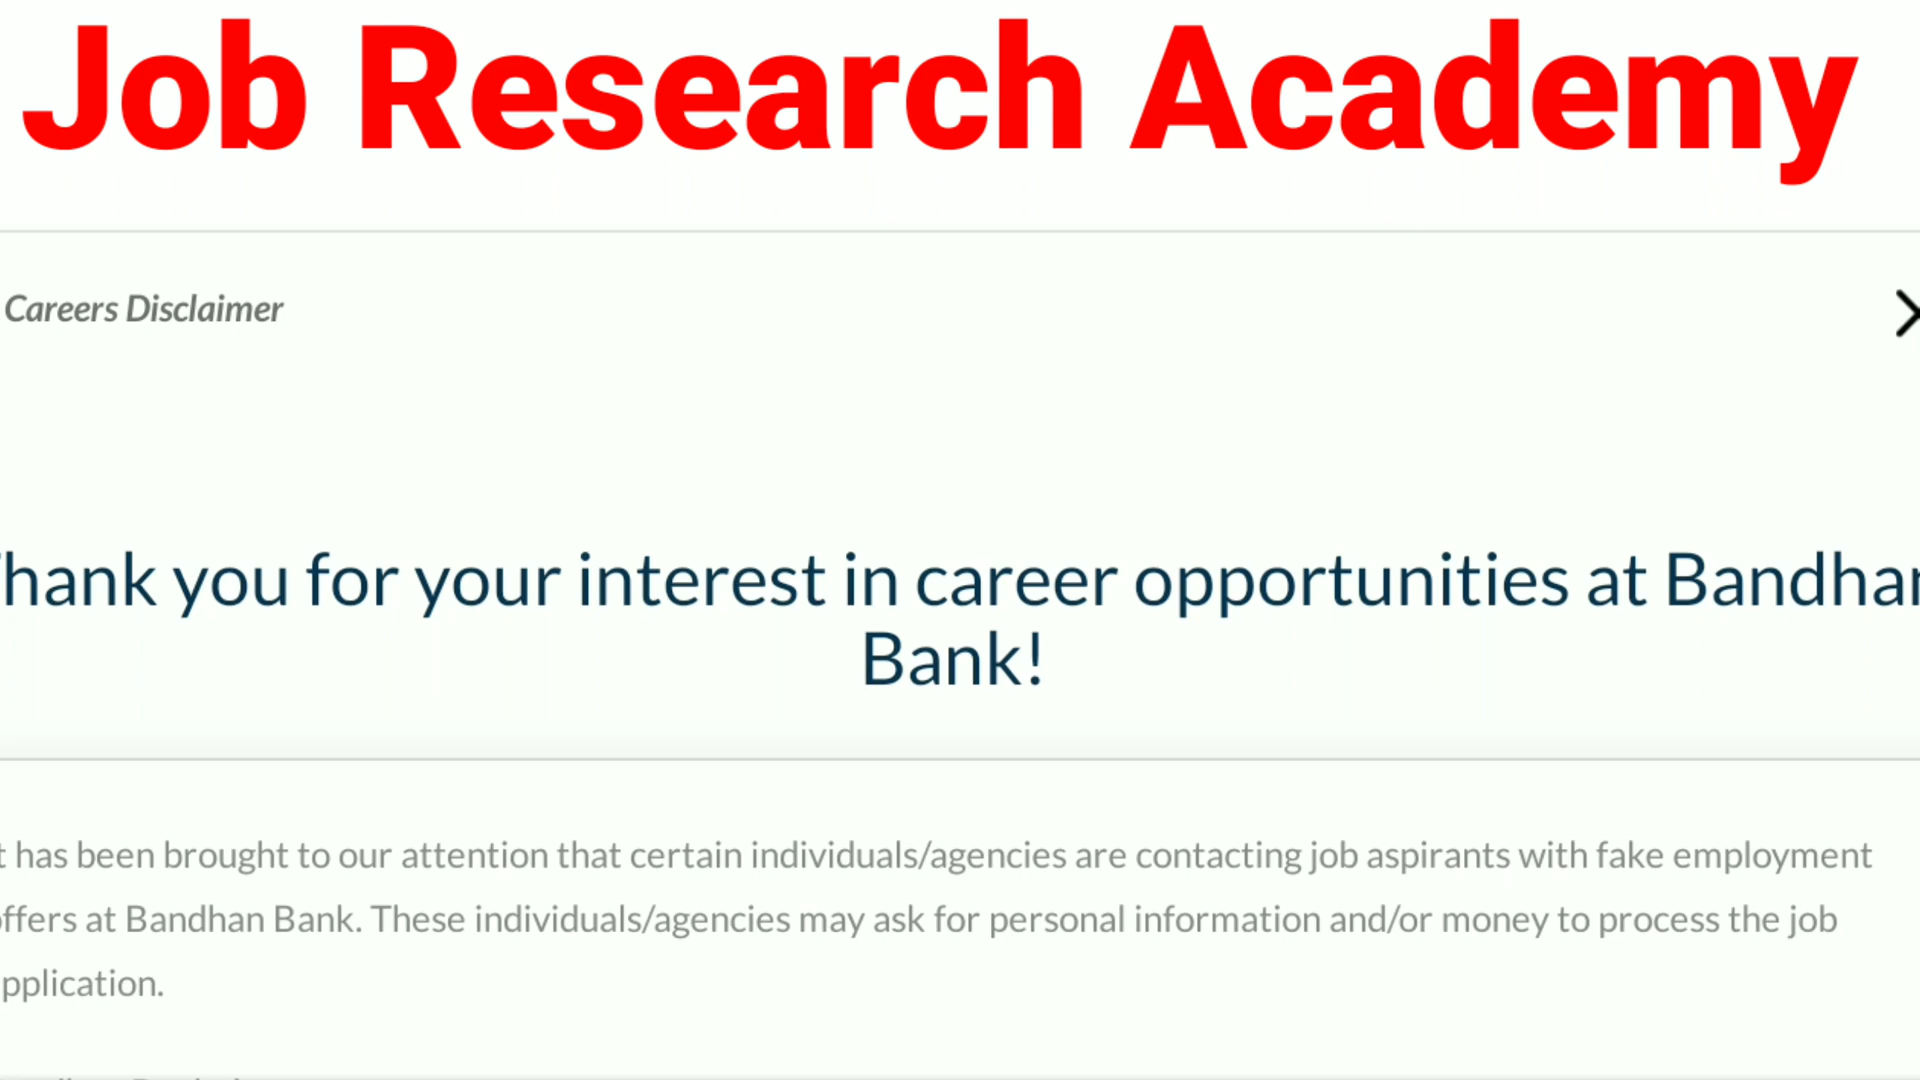 Job Research Academy
Careers Disclaimer
hank you for your interest in career opportunities at Bandhan
Bank!
t has been brought to our attention that certain individuals/agencies are contacting job aspirants with fake employment
ffers at Bandhan Bank. These individuals/agencies may ask for personal information and/or money to process the job
pplication.